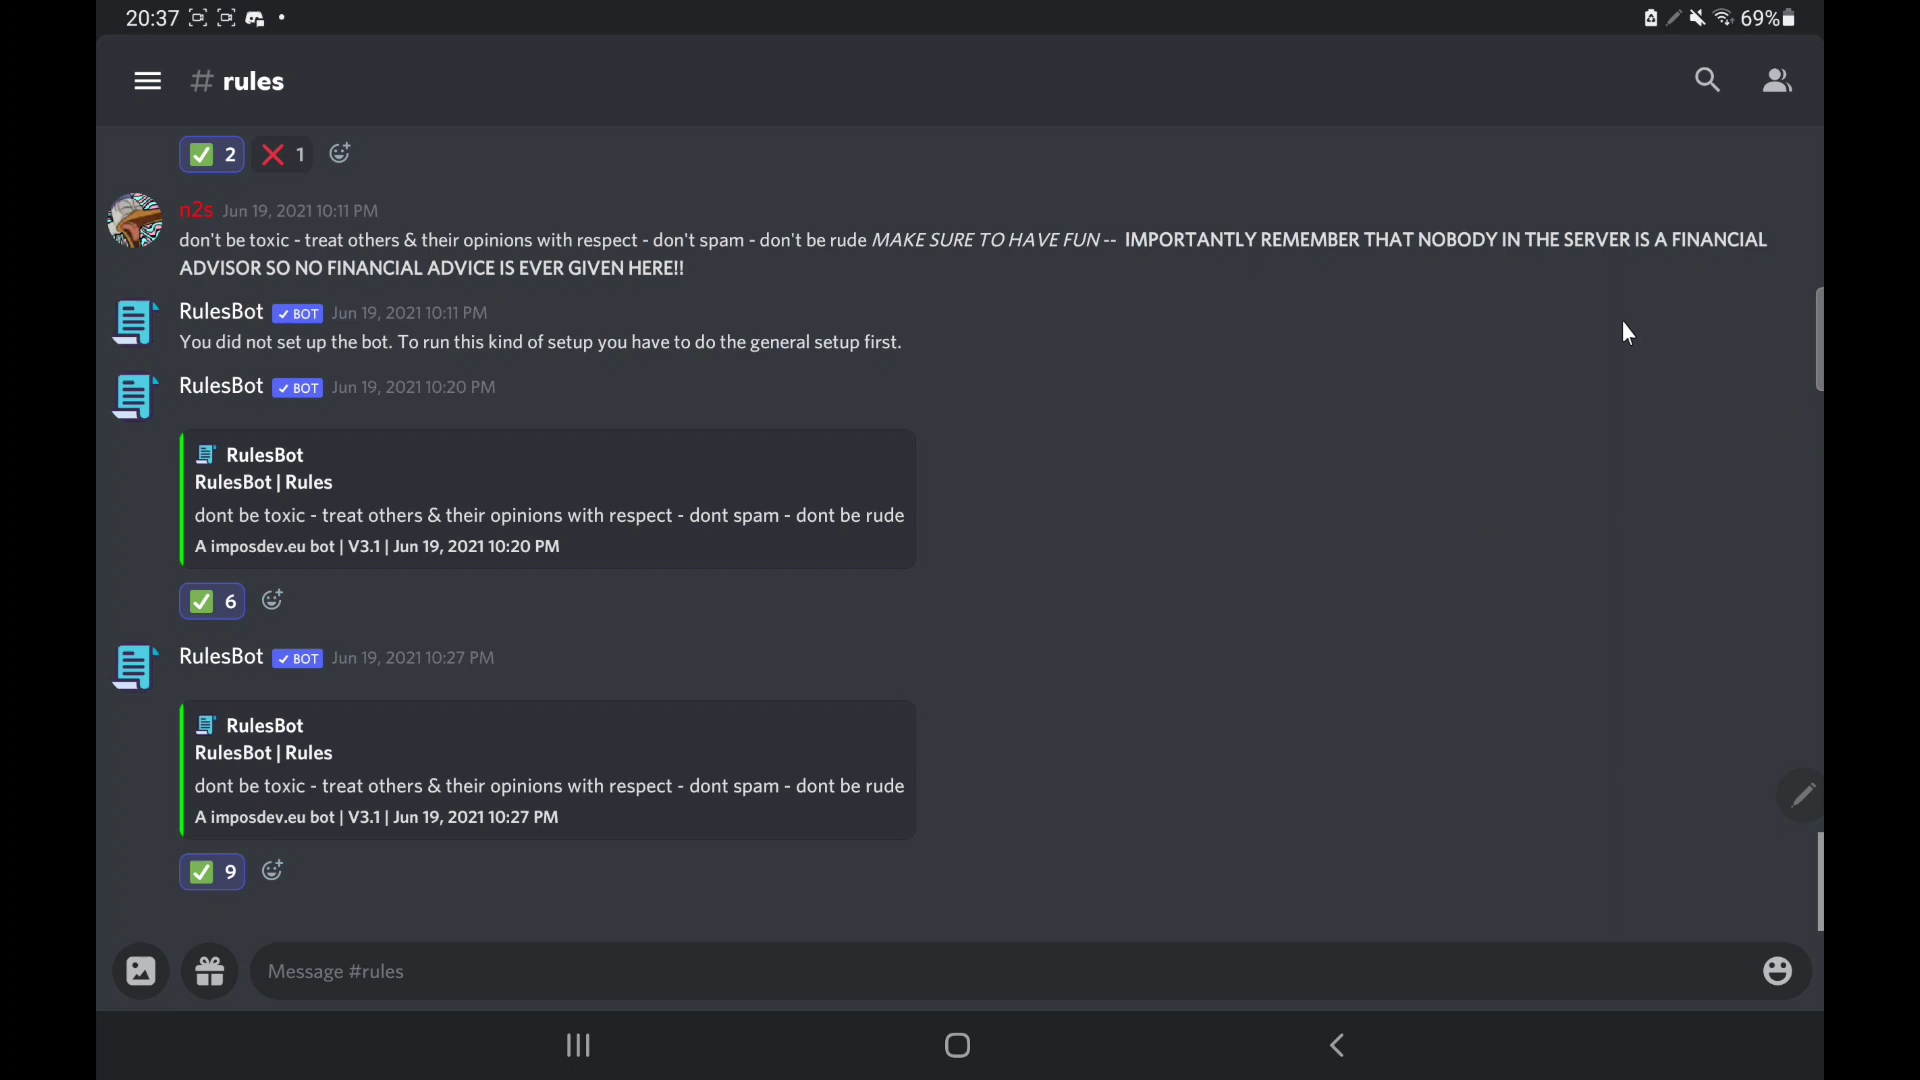 20:37
69%
# rules
2 1
n2s Jun 19, 2021 10:11 PM
don't be toxic - treat others & their opinions with respect - don't spam - don't be rude MAKE SURE TO HAVE FUN -- IMPORTANTLY REMEMBER THAT NOBODY IN THE SERVER IS A FINANCIAL
ADVISOR SO NO FINANCIAL ADVICE IS EVER GIVEN HERE!!
RulesBot ✓ BOT Jun 19, 2021 10:11 PM
You did not set up the bot. To run this kind of setup you have to do the general setup first.
RulesBot ✓ BOT Jun 19, 2021 10:20 PM
RulesBot
RulesBot | Rules
dont be toxic - treat others & their opinions with respect - dont spam - dont be rude
A imposdev.eu bot | V3.1 | Jun 19, 2021 10:20 PM
6
RulesBot ✓ BOT Jun 19, 2021 10:27 PM
RulesBot
RulesBot | Rules
dont be toxic - treat others & their opinions with respect - dont spam - dont be rude
A imposdev.eu bot | V3.1 | Jun 19, 2021 10:27 PM
9
Message #rules